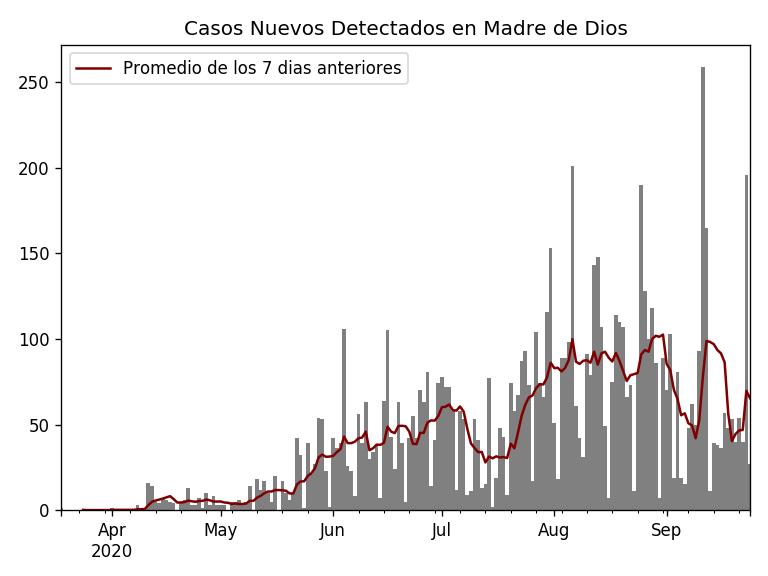 Casos Nuevos Detectados en Madre de Dios
Promedio de los 7 dias anteriores
250
200
150
100
50
0
Apr
2020
May
Jun
Jul
Aug
Sep